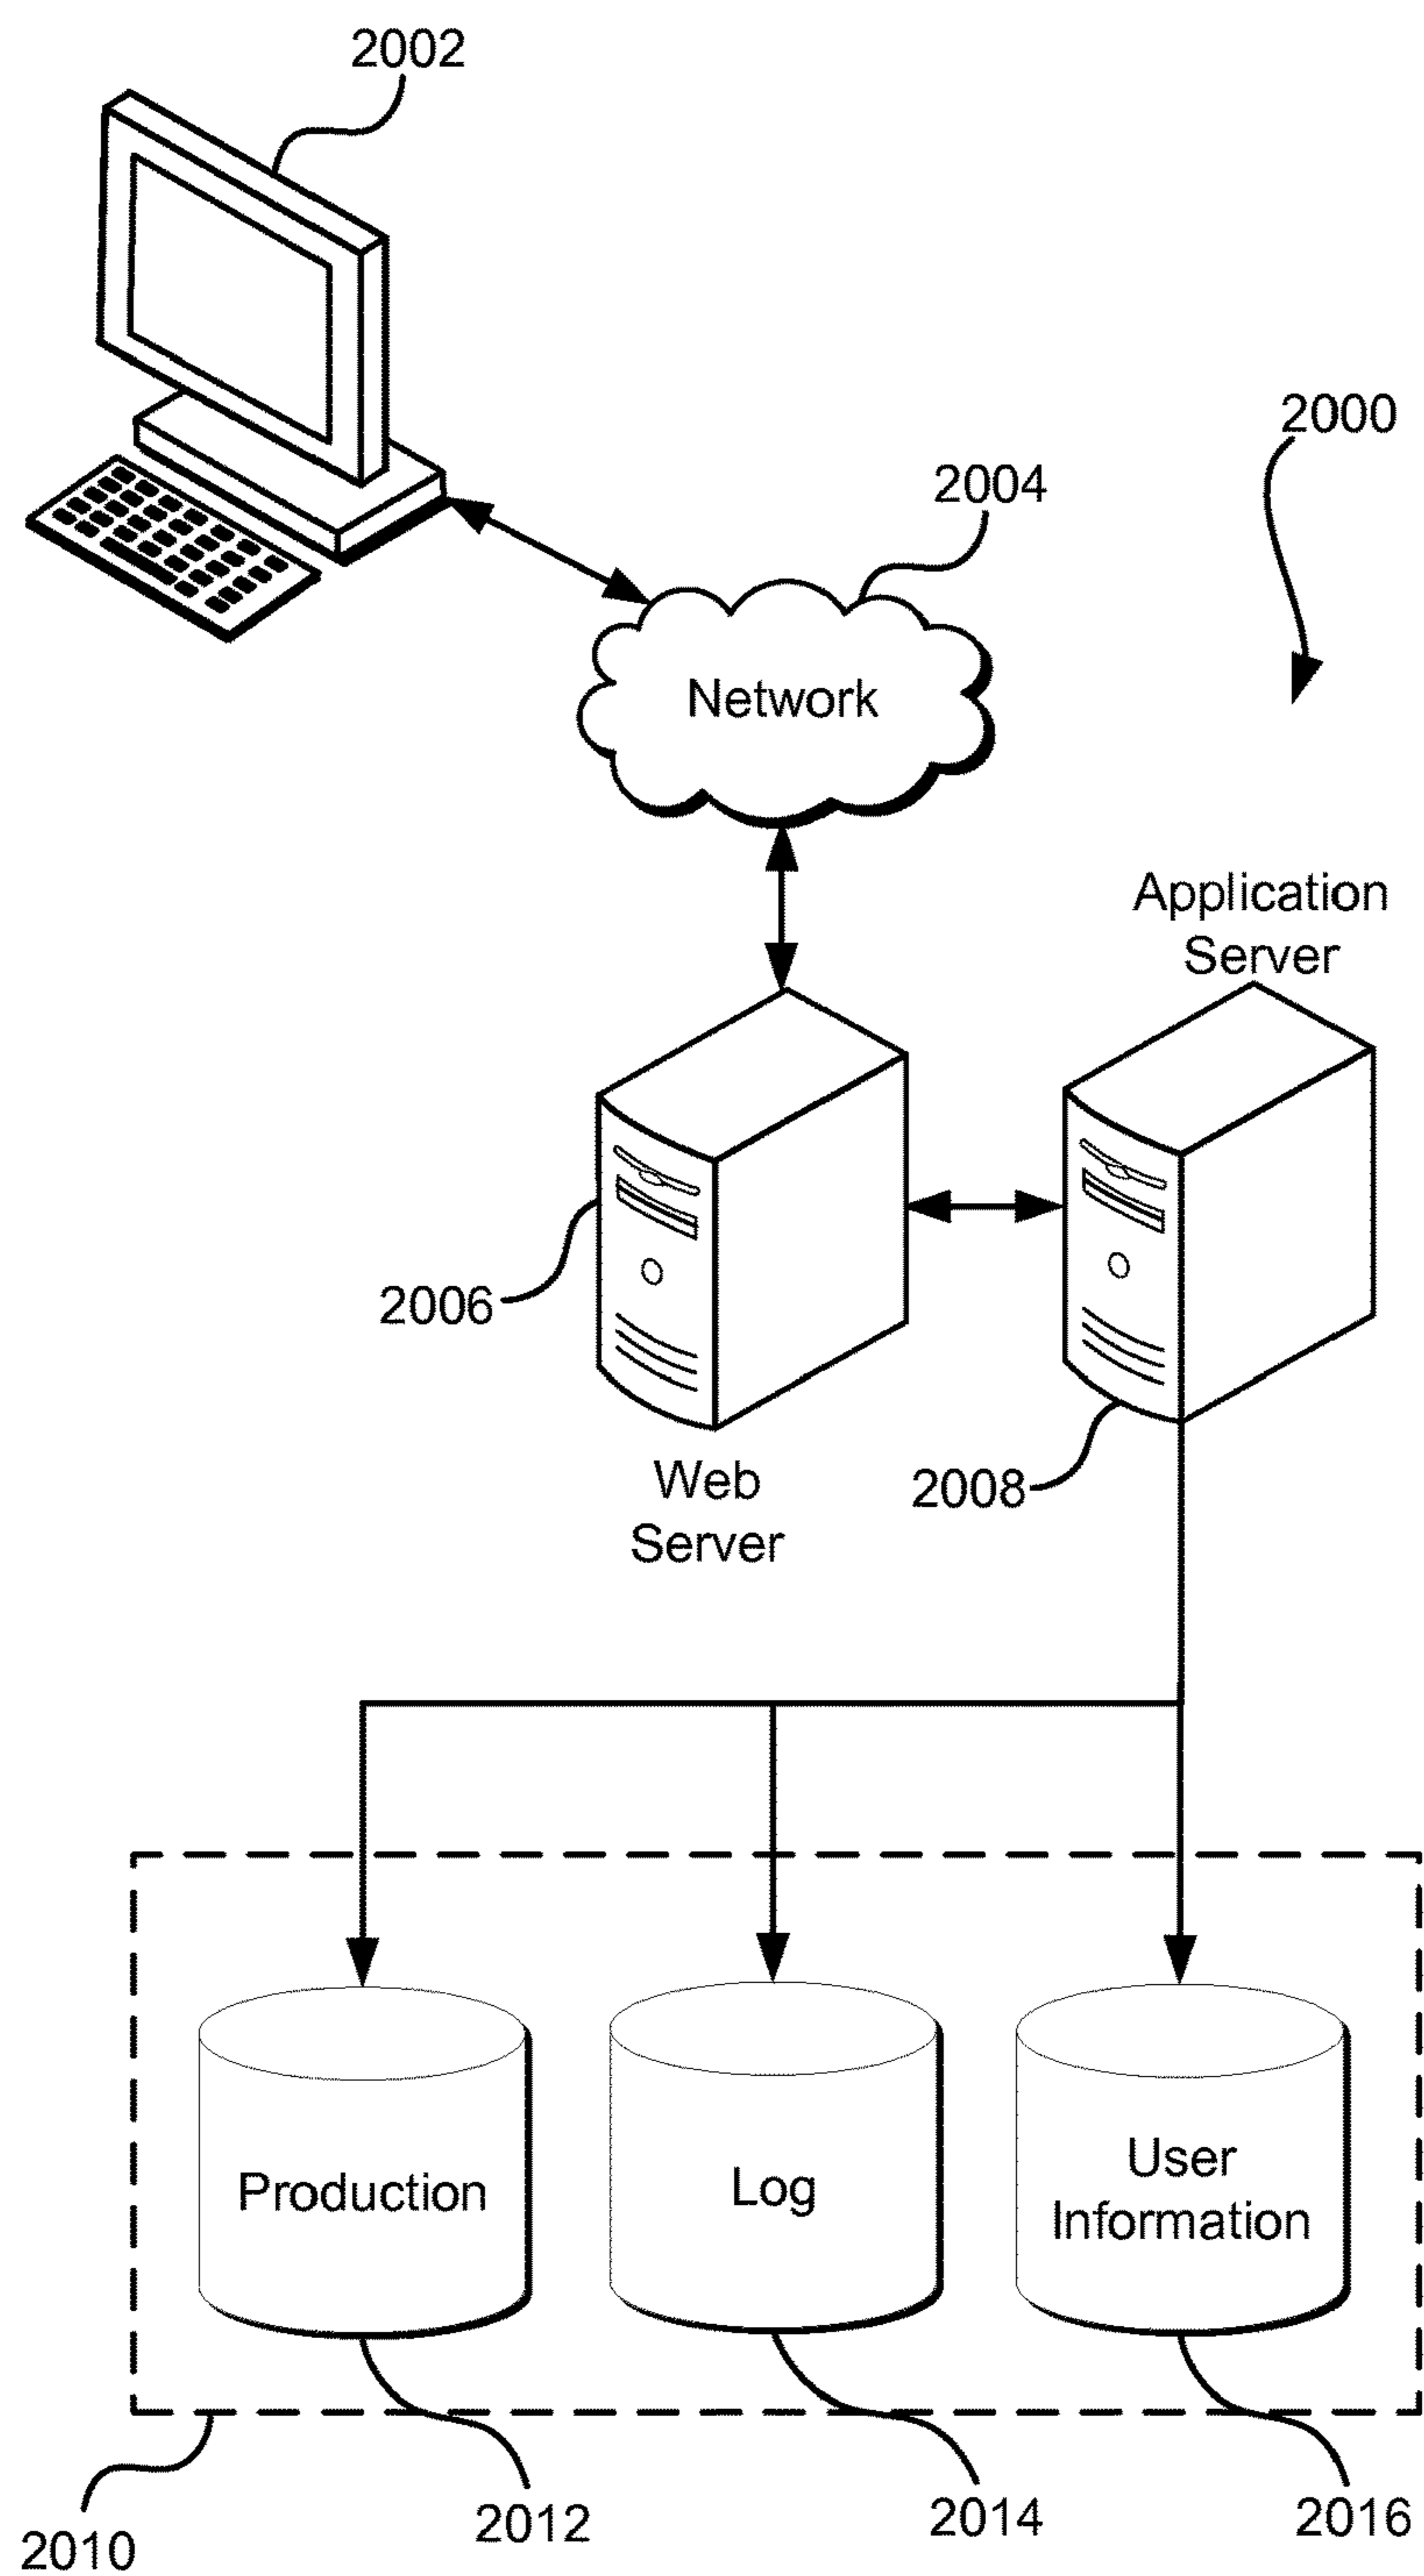 2002
2000
2004
Network
Application
Server
2006
Web
Server
2008
Production
Log
User
Information
2010
2012
2014
2016